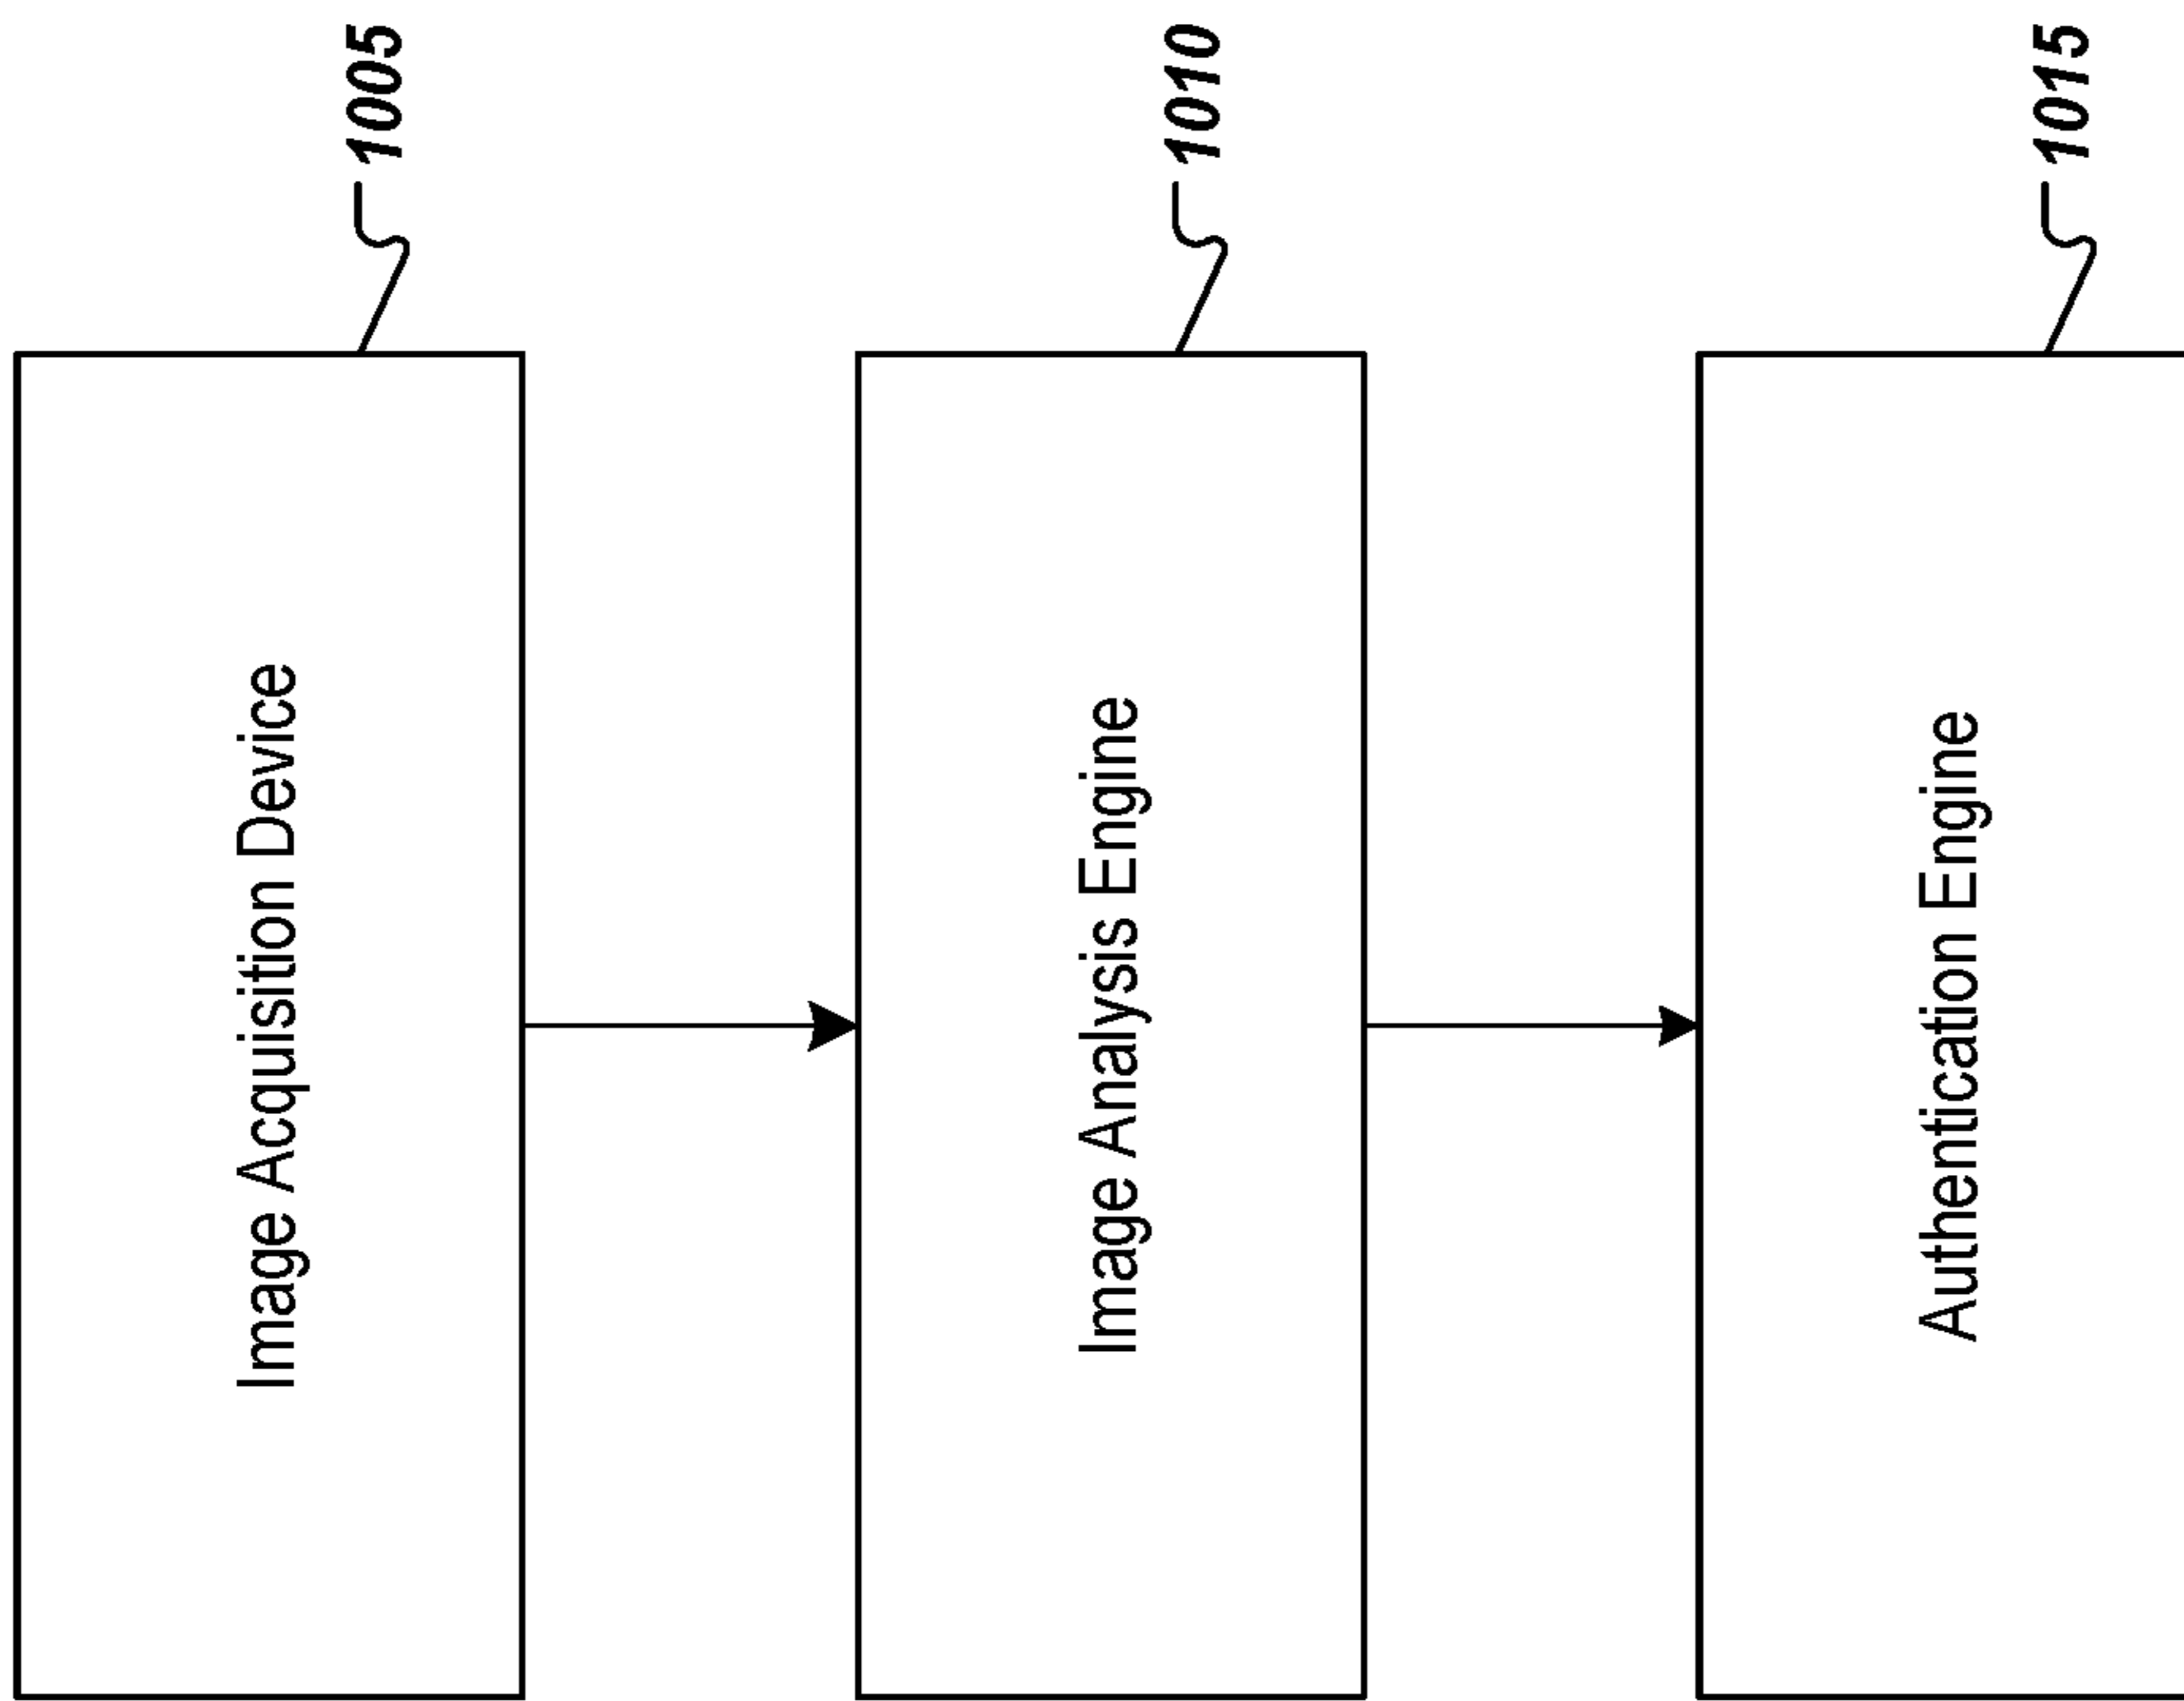 Image Acquisition Device
1005
Image Analysis Engine
1010
Authentication Engine
1015